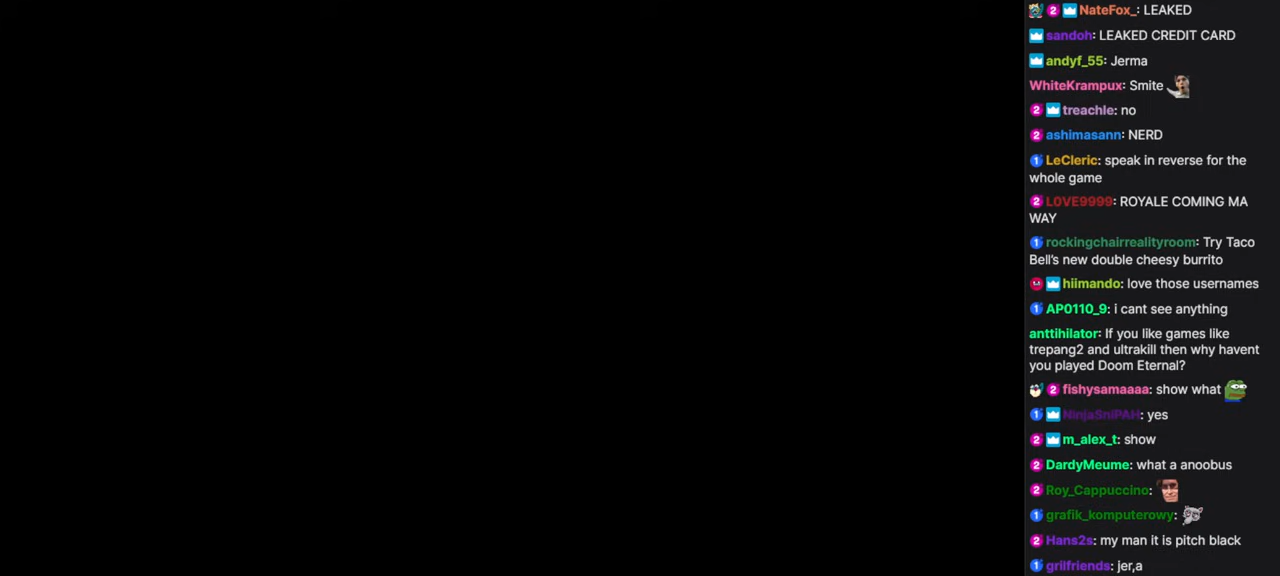 NateFox_: LEAKED
sandoh: LEAKED CREDIT CARD
andyf_55: Jerma
WhiteKrampux: Smite
treachle: no
ashimasann: NERD
LeCleric: speak in reverse for the
whole game
L0VE9999: ROYALE COMING MA
WAY
rockingchairrealityroom: Try Taco
Bell's new double cheesy burrito
hiimando: love those usernames
AP0110_9: i cant see anything
anttihilator: If you like games like
trepang2 and ultrakill then why havent
you played Doom Eternal?
fishysamaaaa: show what
NinjaSniPAH: yes
m_alex_t: show
DardyMeume: what a anoobus
Roy_Cappuccino:
grafik_komputerowy:
Hans2s: my man it is pitch black
grilfriends: jer,a